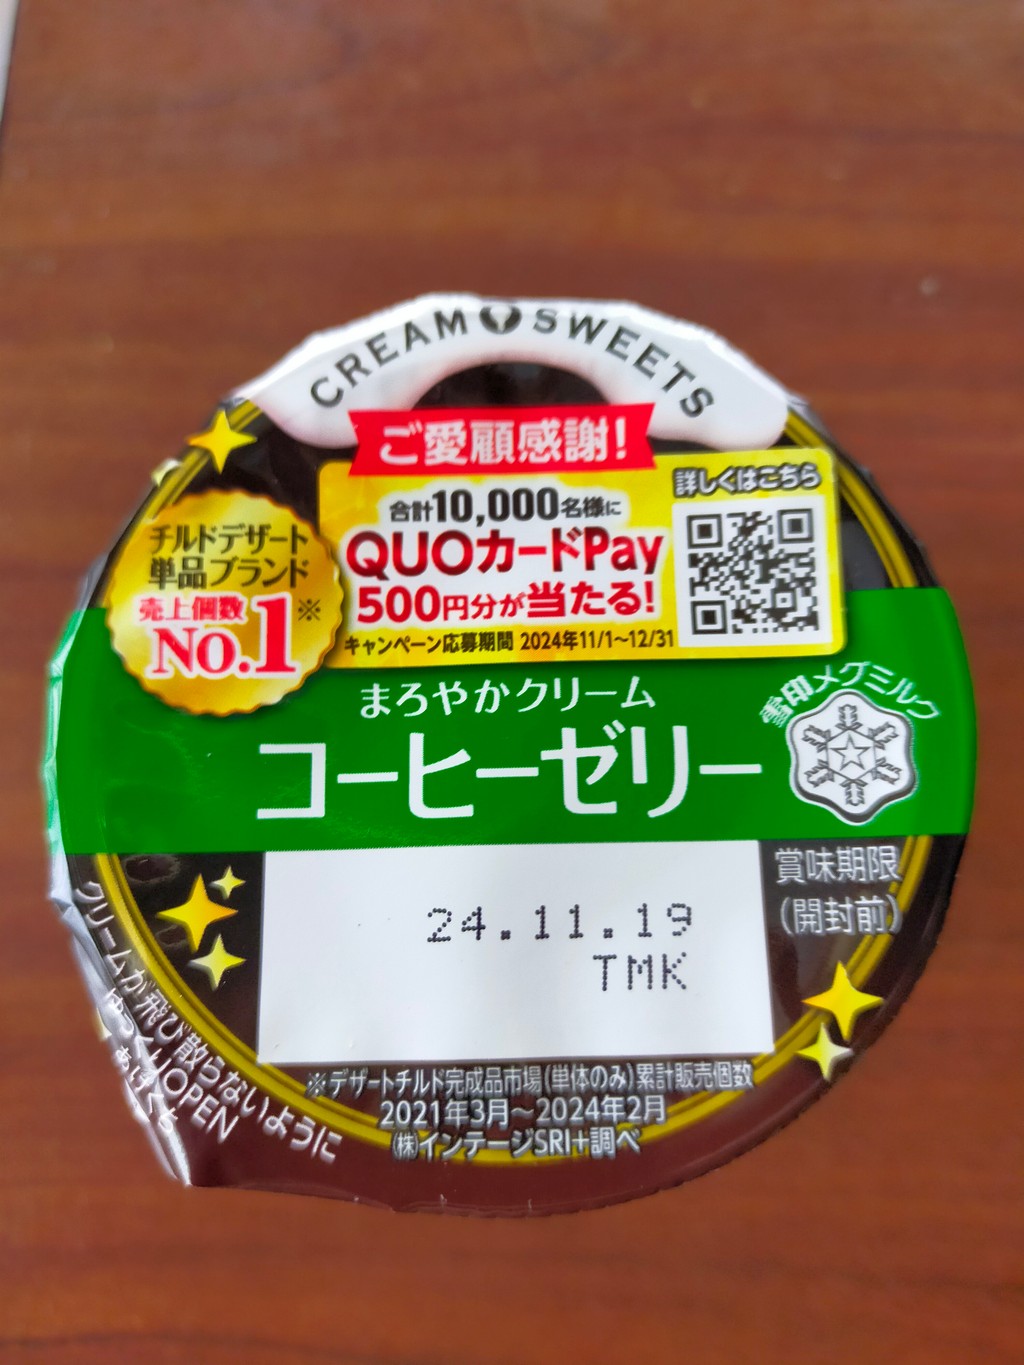 CREAM SWEETS
ご愛顧感謝!
合計10,000名様に
QUOカードPay
500円分が当たる!
キャンペーン応募期間 2024年11/1~12/31
詳しくはこちら
チルドデザート
単品ブランド
売上個数
No.1※
まろやかクリーム
コーヒーゼリー
雪印メグミルク
賞味期限
(開封前)
24.11.19
TMK
※デザートチルド完成品市場(単体のみ)累計販売個数
2021年3月~2024年2月
(株)インテージSRI+調べ
クリームが飛び散らないように
ゆっくりOPEN
あけくち